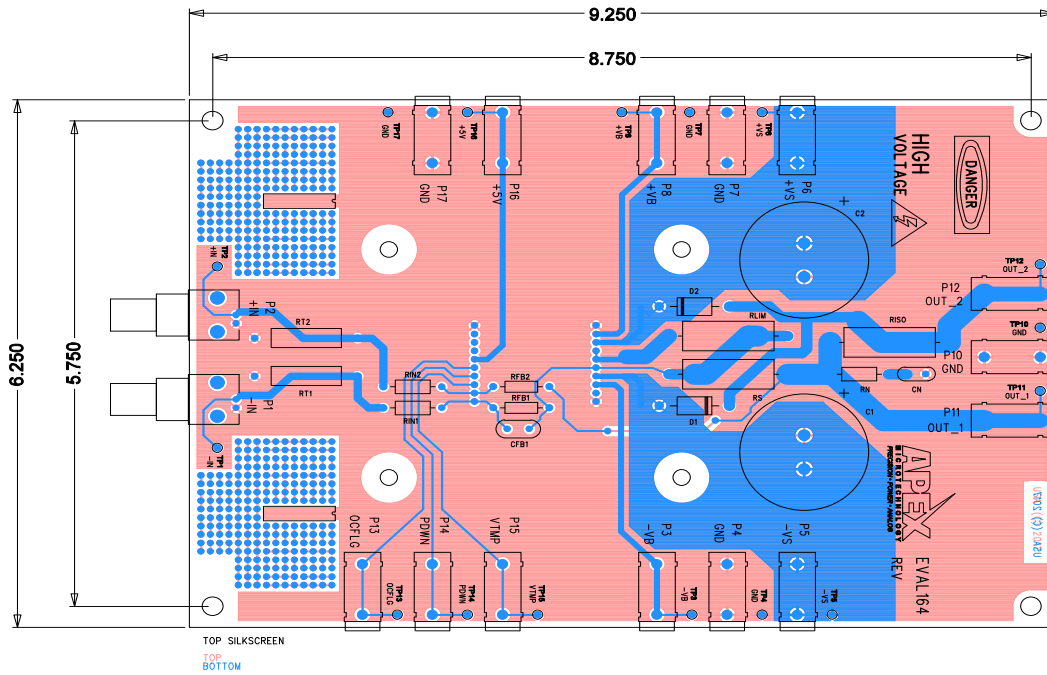 9.250
8.750
6.250
5.750
TP17
GND
TP16
+5V
TP8
+VB
TP7
GND
TP6
+VS
P17
GND
P16
+5V
P8
+VB
P7
GND
P6
+VS
HIGH
VOLTAGE
DANGER
+
C2
TP2
+IN
P2
+IN
TP12
OUT_2
P12
OUT_2
D2
RLIM
RISO
RT2
TP10
GND
P10
GND
RT1
RIN2
RFB2
RS
RN
CN
TP11
OUT_1
P1
-IN
RIN1
RFB1
D1
+
C1
P11
OUT_1
CFB1
TP1
-IN
APEX
MICROTECHNOLOGY
PRECISION•POWER•ANALOG
P13
OCFLG
P14
PDWN
P15
VTMP
P3
-VB
P4
GND
P5
-VS
EVAL164
REV
TP13
OCFLG
TP14
PDWN
TP15
VTMP
TP3
-VB
TP4
GND
TP5
-VS
TOP SILKSCREEN
TOP
BOTTOM